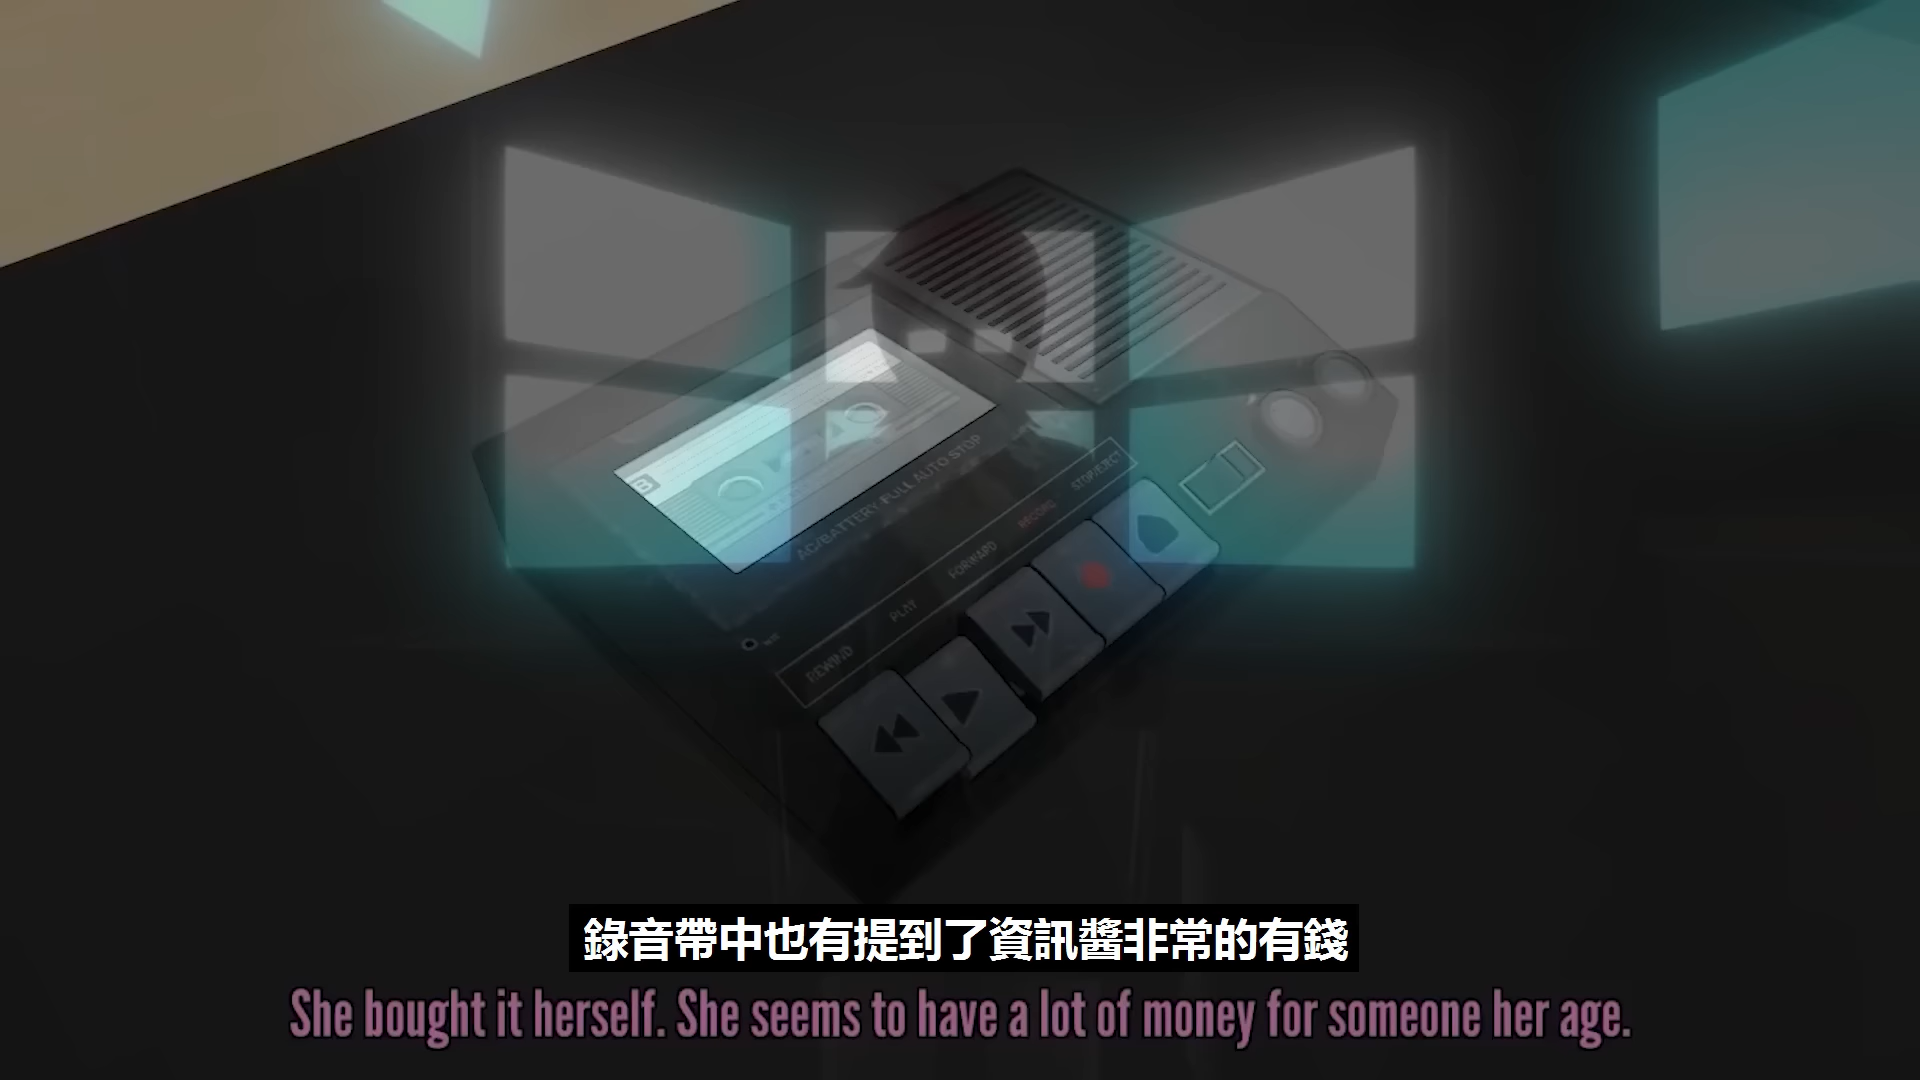 B
AC/BATTERY FULL AUTO STOP
STOP/EJECT
RECORD
FORWARD
PLAY
REWIND
錄音帶中也有提到了資訊醬非常的有錢
She bought it herself. She seems to have a lot of money for someone her age.